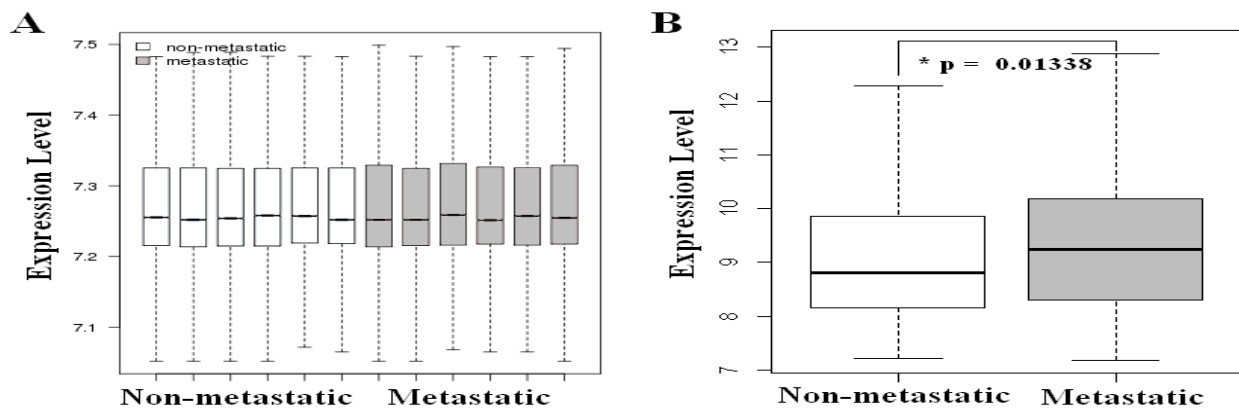 A
Expression Level
7.5
7.4
7.3
7.2
7.1
non-metastatic
metastatic
Non-metastatic
Metastatic
B
Expression Level
13
12
11
10
9
8
7
* p = 0.01338
Non-metastatic
Metastatic